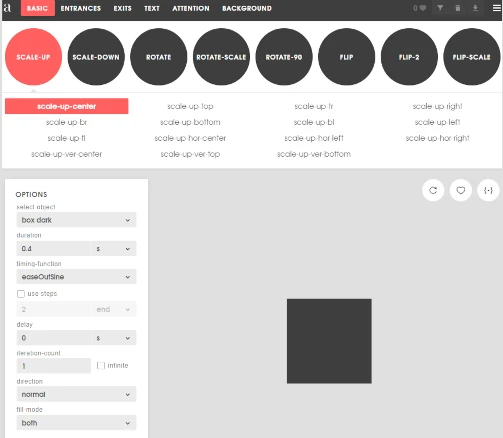 a BASIC ENTRANCES EXITS TEXT ATTENTION BACKGROUND 0
SCALE-UP SCALE-DOWN ROTATE ROTATE-SCALE ROTATE-90 FLIP FLIP-2 FLIP-SCALE
scale-up-center scale-up-top scale-up-tr scale-up-right
scale-up-br scale-up-bottom scale-up-bl scale-up-left
scale-up-tl scale-up-hor-center scale-up-hor-left scale-up-hor-right
scale-up-ver-center scale-up-ver-top scale-up-ver-bottom
OPTIONS
select object
box dark
duration
0.4 s
timing-function
easeOutSine
use steps
2 end
delay
0 s
iteration-count
1 infinite
direction
normal
fill-mode
both
{·}